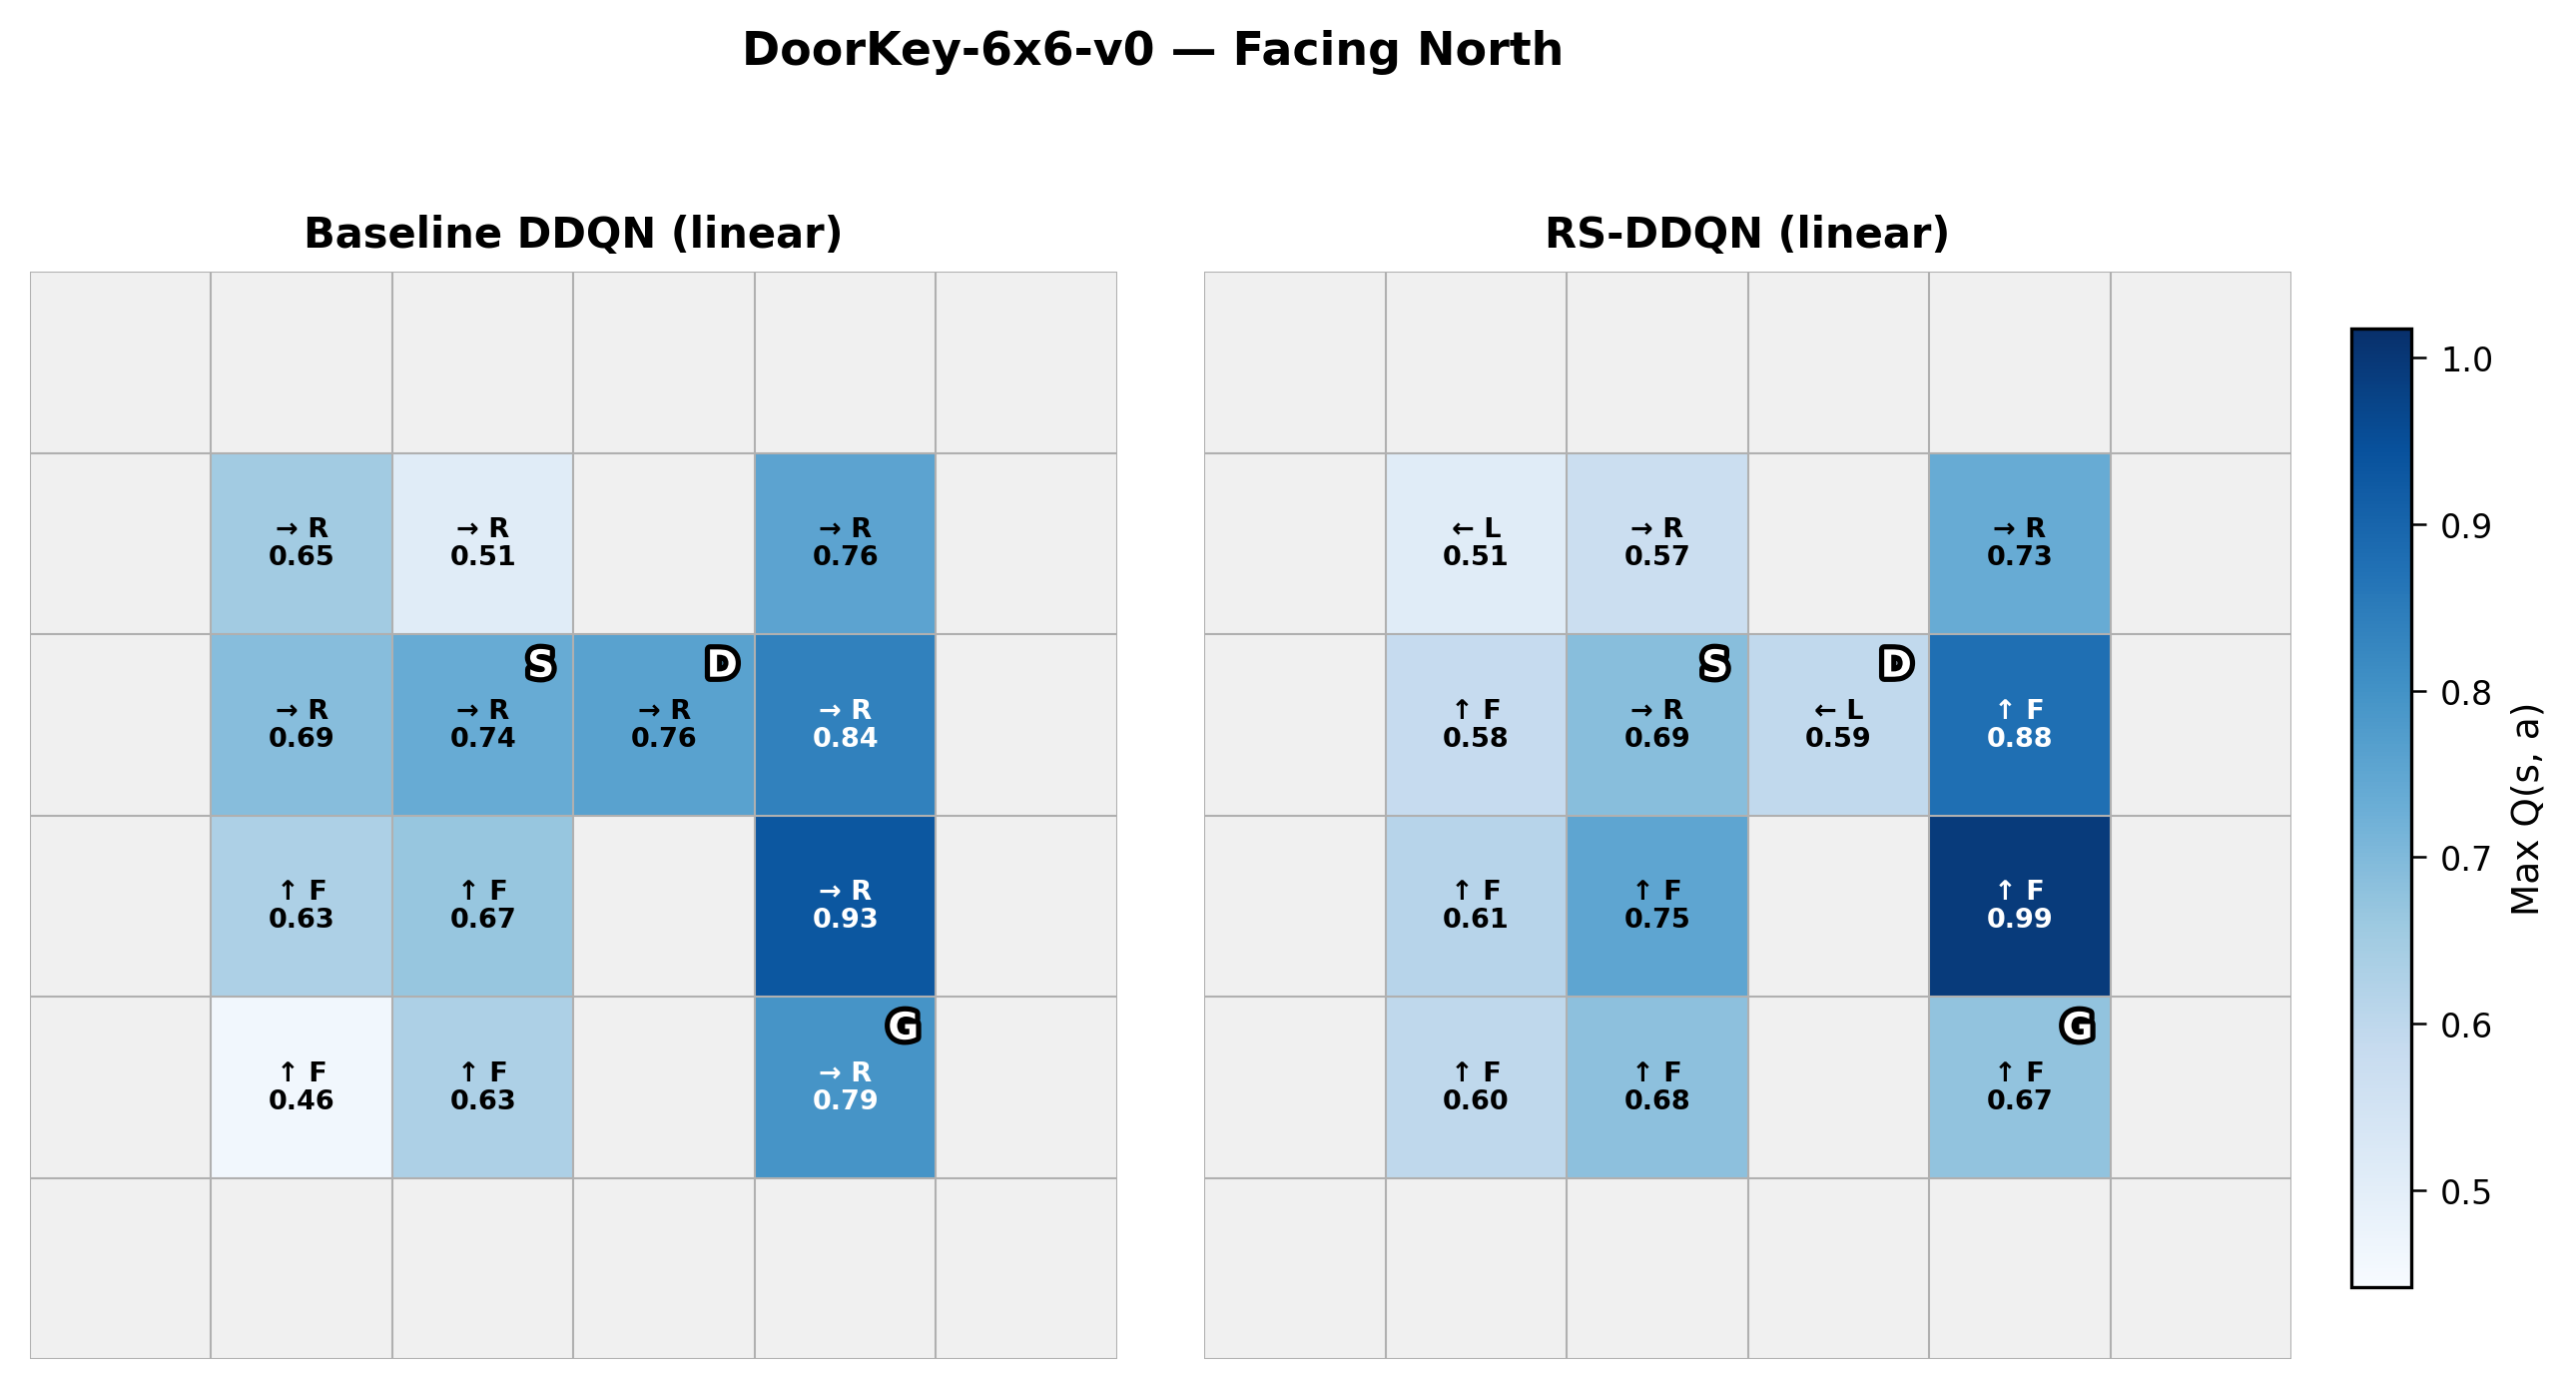 DoorKey-6x6-v0 — Facing North
Baseline DDQN (linear)
→ R
0.65
→ R
0.51
→ R
0.76
→ R
0.69
S
→ R
0.74
D
→ R
0.76
→ R
0.84
↑ F
0.63
↑ F
0.67
→ R
0.93
↑ F
0.46
↑ F
0.63
G
→ R
0.79
RS-DDQN (linear)
← L
0.51
→ R
0.57
→ R
0.73
↑ F
0.58
S
→ R
0.69
D
← L
0.59
↑ F
0.88
↑ F
0.61
↑ F
0.75
↑ F
0.99
↑ F
0.60
↑ F
0.68
G
↑ F
0.67
1.0
0.9
0.8
0.7
0.6
0.5
Max Q(s, a)